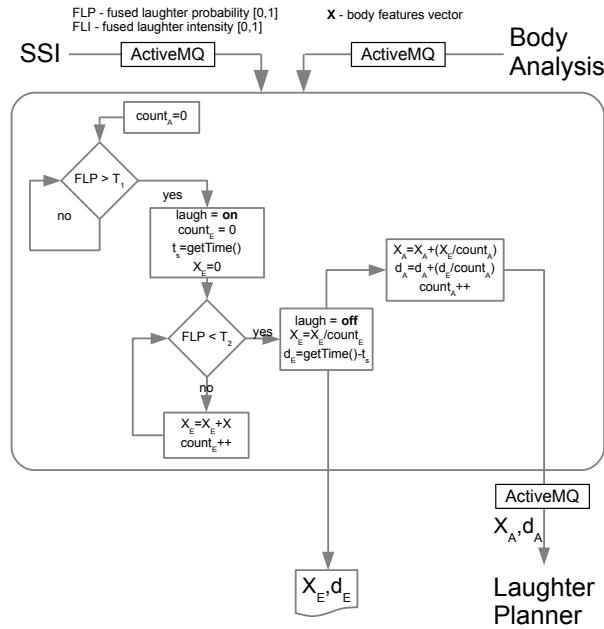 FLP - fused laughter probability [0,1]
FLI - fused laughter intensity [0,1]
X - body features vector
SSI
ActiveMQ
ActiveMQ
Body
Analysis
count_A=0
FLP > T_1
no
yes
laugh = on
count_E = 0
t_s=getTime()
X_E=0
X_A=X_A+(X_E/count_A)
d_A=d_A+(d_E/count_A)
count_A++
FLP < T_2
yes
laugh = off
X_E=X_E/count_E
d_E=getTime()-t_s
no
X_E=X_E+X
count_E++
ActiveMQ
X_A,d_A
X_E,d_E
Laughter
Planner